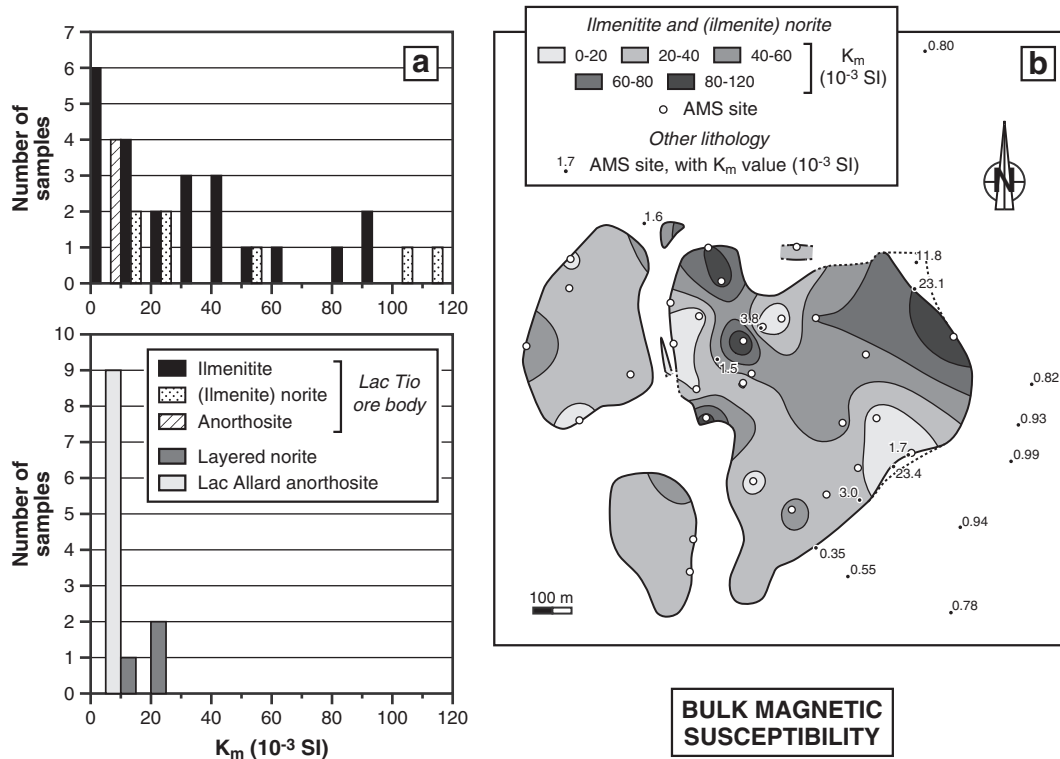 Number of
samples
7
6
5
4
3
2
1
0
a
0 20 40 60 80 100 120
Number of
samples
10
9
8
7
6
5
4
3
2
1
0
Ilmenitite
(Ilmenite) norite
Anorthosite
Lac Tio
ore body
Layered norite
Lac Allard anorthosite
0 20 40 60 80 100 120
Km (10-3 SI)
Ilmenitite and (ilmenite) norite
0-20 20-40 40-60
60-80 80-120
Km
(10-3 SI)
AMS site
Other lithology
1.7 AMS site, with Km value (10-3 SI)
b
0.80
N
1.6
11.8
23.1
3.8
1.5
0.82
0.93
0.99
1.7
23.4
3.0
0.94
0.35
0.55
0.78
100 m
BULK MAGNETIC
SUSCEPTIBILITY